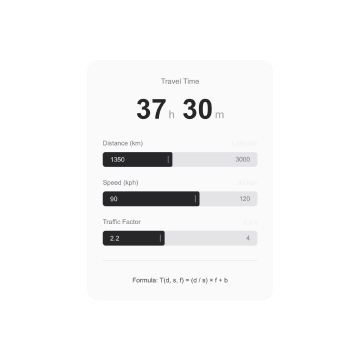 Travel Time
37 h 30 m
Distance (km)
1350 3000
Speed (kph)
90 120
Traffic Factor
2.2 4
Formula: T(d, s, f) = (d / s) × f + b